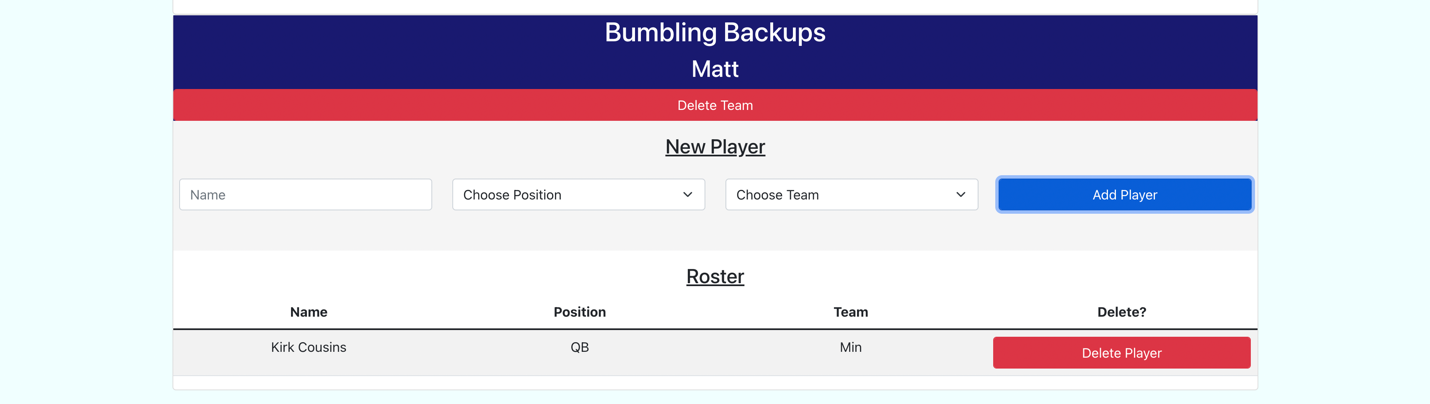 Bumbling Backups
Matt
Delete Team
New Player
Name Choose Position Choose Team Add Player
Roster
Name Position Team Delete?
Kirk Cousins QB Min Delete Player